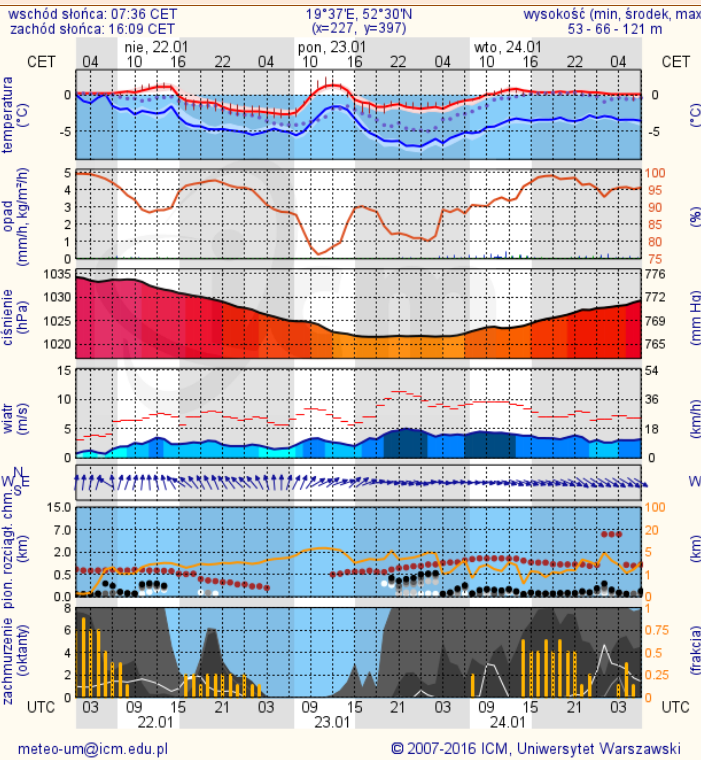 wschód słońca: 07:36 CET 19°37'E, 52°30'N wysokość (min, środek, max
zachód słońca: 16:09 CET (x=227, y=397) 53 - 66 - 121 m
nie, 22.01 pon, 23.01 wto, 24.01
CET 04 10 16 22 04 10 16 22 04 10 16 22 04 CET
temperatura
(°C)
0
-5
0
-5
(°C)
opad
(mm/h, kg/m²/h)
5
4
3
2
1
0
100
95
90
85
80
75
(%)
ciśnienie
(hPa)
1035
1030
1025
1020
776
772
769
765
(mm Hg)
wiatr
(m/s)
15
10
5
0
54
36
18
0
(km/h)
N
W E
S
W
pion. rozciągł. chm.
(km)
15.0
7.0
2.0
0.5
0.0
100
20
5
1
0
(km)
zachmurzenie
(oktanty)
8
6
4
2
0
1
0.75
0.5
0.25
0
(frakcja)
UTC 03 09 15 21 03 09 15 21 03 09 15 21 03 UTC
22.01 23.01 24.01
meteo-um@icm.edu.pl © 2007-2016 ICM, Uniwersytet Warszawski